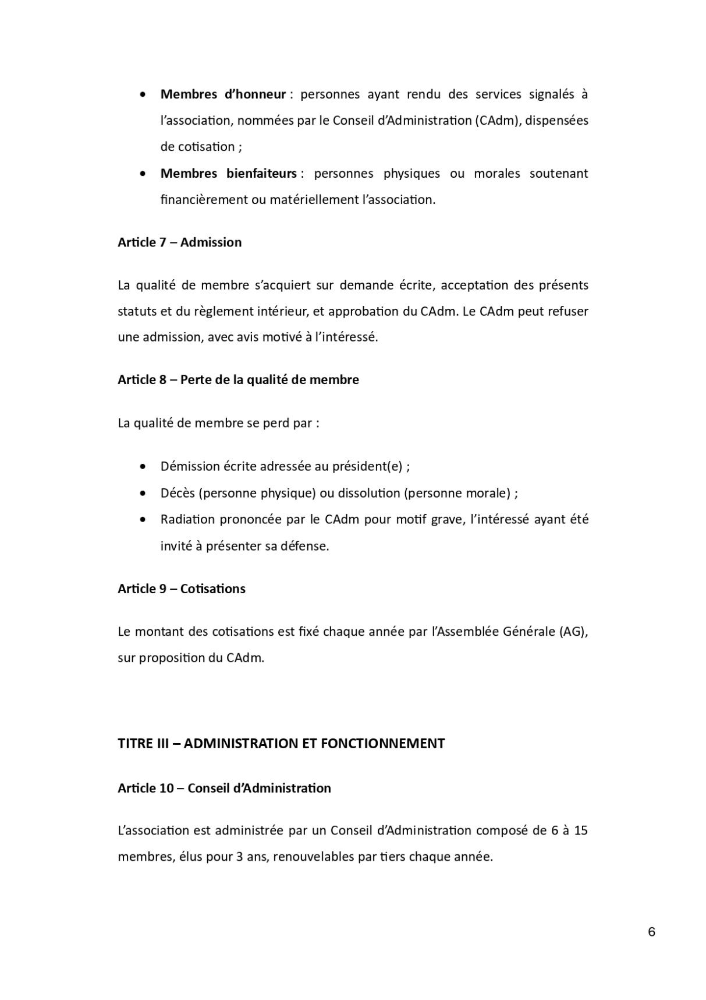 • Membres d’honneur : personnes ayant rendu des services signalés à
l’association, nommées par le Conseil d’Administration (CAdm), dispensées
de cotisation ;
• Membres bienfaiteurs : personnes physiques ou morales soutenant
financièrement ou matériellement l’association.
Article 7 – Admission
La qualité de membre s’acquiert sur demande écrite, acceptation des présents
statuts et du règlement intérieur, et approbation du CAdm. Le CAdm peut refuser
une admission, avec avis motivé à l’intéressé.
Article 8 – Perte de la qualité de membre
La qualité de membre se perd par :
• Démission écrite adressée au président(e) ;
• Décès (personne physique) ou dissolution (personne morale) ;
• Radiation prononcée par le CAdm pour motif grave, l’intéressé ayant été
invité à présenter sa défense.
Article 9 – Cotisations
Le montant des cotisations est fixé chaque année par l’Assemblée Générale (AG),
sur proposition du CAdm.
TITRE III – ADMINISTRATION ET FONCTIONNEMENT
Article 10 – Conseil d’Administration
L’association est administrée par un Conseil d’Administration composé de 6 à 15
membres, élus pour 3 ans, renouvelables par tiers chaque année.
6